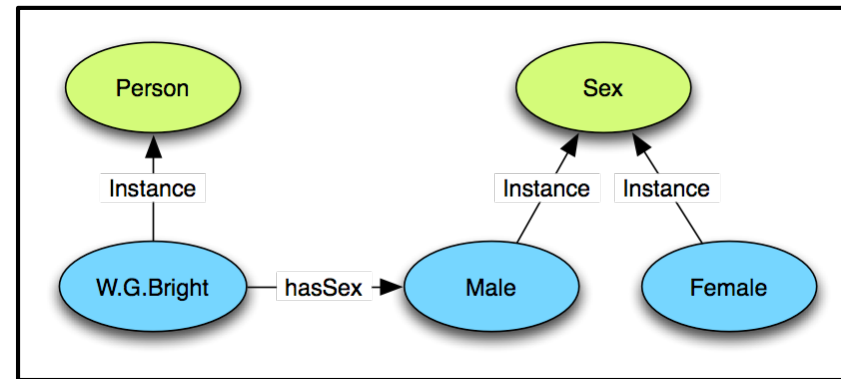 Person
Sex
Instance
Instance
Instance
W.G.Bright
hasSex
Male
Female